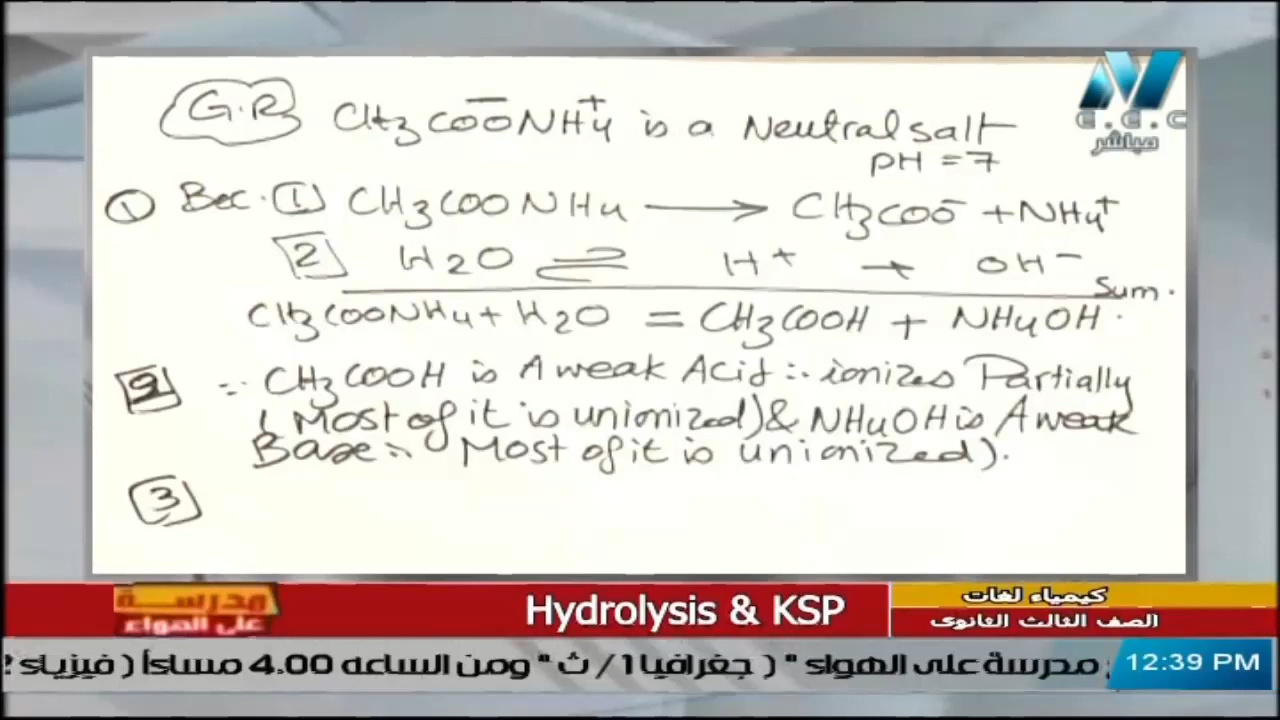 G.R CH3COO⁻NH4⁺ is a Neutral salt
pH = 7
① Bec. 1 CH3COONH4 ⟶ CH3COO⁻ + NH4⁺
2 H2O ⇌ H⁺ + OH⁻
Sum.
CH3COONH4 + H2O = CH3COOH + NH4OH.
2 ∵ CH3COOH is A weak Acid ∴ ionizes Partially
(Most of it is unionized) & NH4OH is A weak
Base ∴ Most of it is unionized).
3
مباشر
مدرسة
على الهواء
Hydrolysis & KSP
كيمياء لغات
الصف الثالث الثانوى
مدرسة على الهواء " ( جغرافيا 1/ ث " ومن الساعه 4.00 مساءاً ( فيزياء
12:39 PM